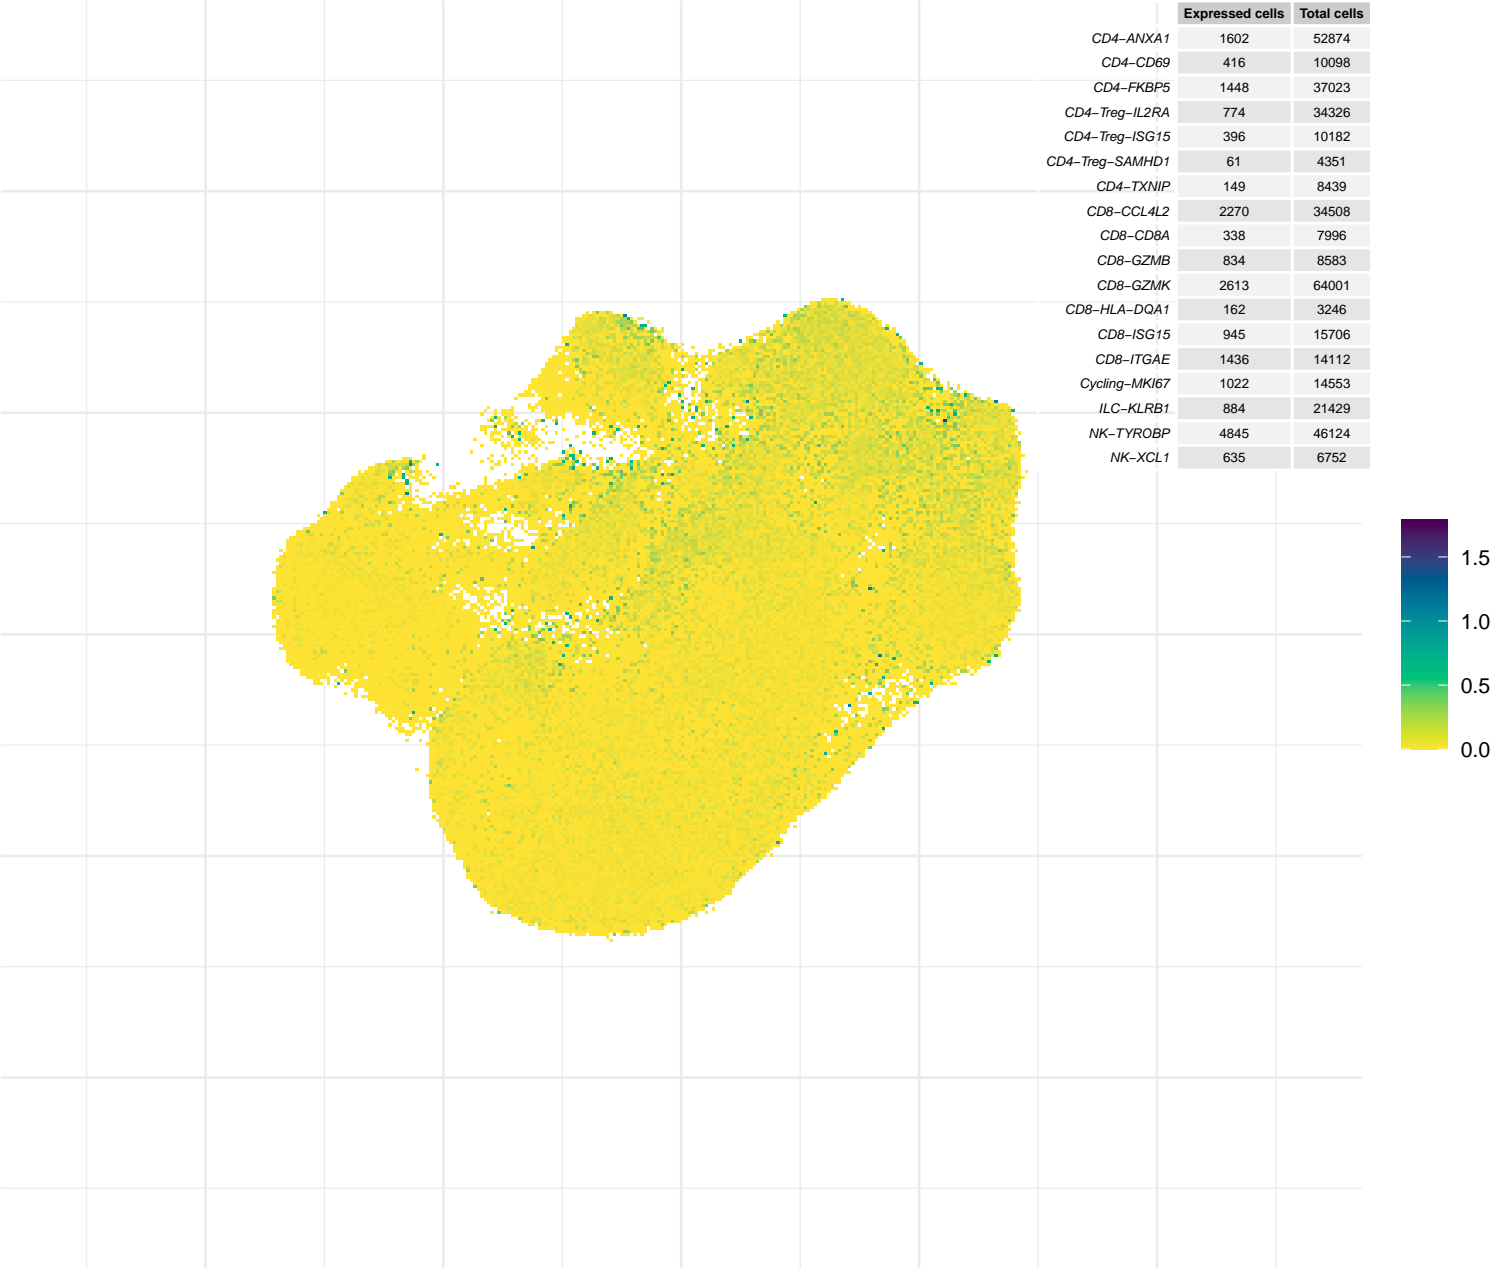 Expressed cells Total cells
CD4−ANXA1 1602 52874
CD4−CD69 416 10098
CD4−FKBP5 1448 37023
CD4−Treg−IL2RA 774 34326
CD4−Treg−ISG15 396 10182
CD4−Treg−SAMHD1 61 4351
CD4−TXNIP 149 8439
CD8−CCL4L2 2270 34508
CD8−CD8A 338 7996
CD8−GZMB 834 8583
CD8−GZMK 2613 64001
CD8−HLA−DQA1 162 3246
CD8−ISG15 945 15706
CD8−ITGAE 1436 14112
Cycling−MKI67 1022 14553
ILC−KLRB1 884 21429
NK−TYROBP 4845 46124
NK−XCL1 635 6752
1.5
1.0
0.5
0.0